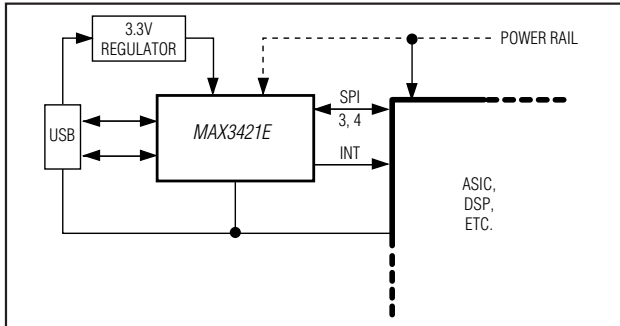 3.3V
REGULATOR
POWER RAIL
USB
MAX3421E
SPI
3, 4
INT
ASIC,
DSP,
ETC.